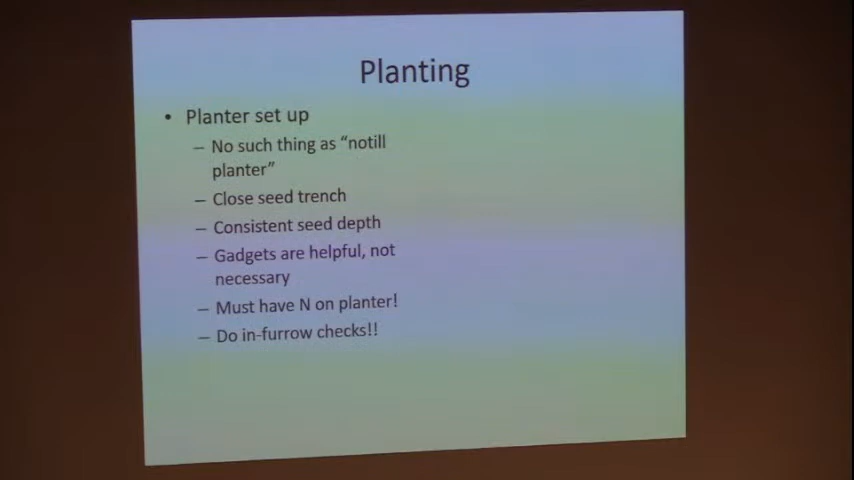 Planting
• Planter set up
– No such thing as “notill
planter”
– Close seed trench
– Consistent seed depth
– Gadgets are helpful, not
necessary
– Must have N on planter!
– Do in-furrow checks!!